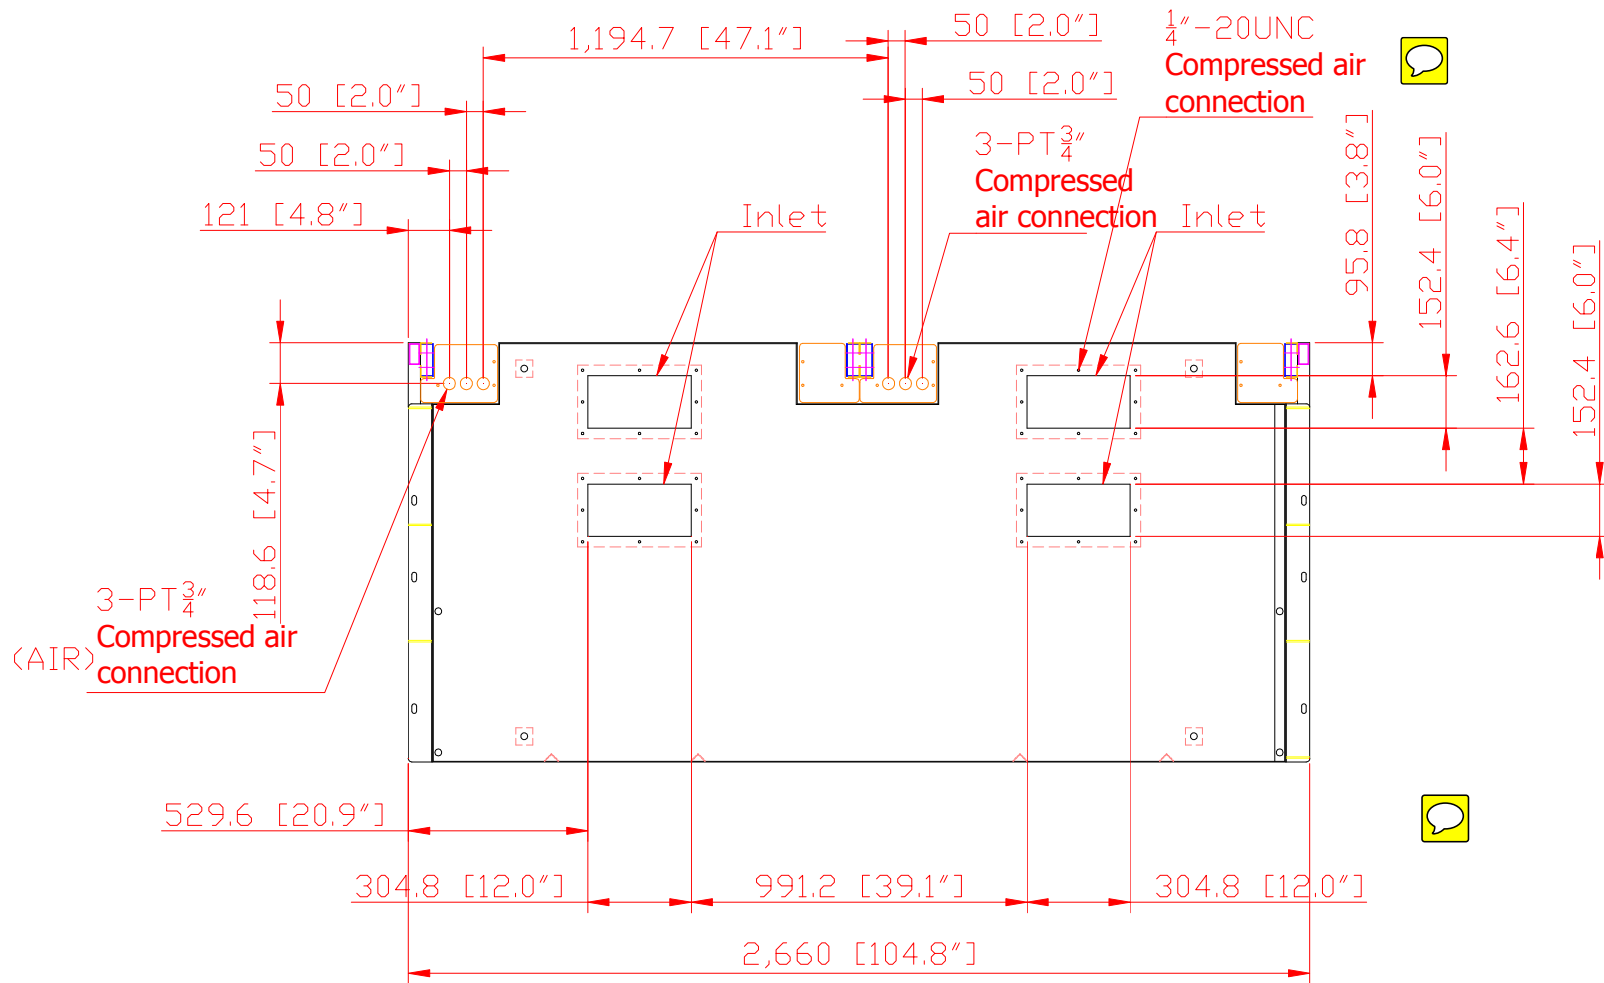 1,194.7 [47.1″]
50 [2.0″]
1/4″-20UNC
Compressed air
connection
50 [2.0″]
50 [2.0″]
50 [2.0″]
3-PT3/4″
Compressed
air connection
121 [4.8″]
Inlet
Inlet
95.8 [3.8″]
152.4 [6.0″]
162.6 [6.4″]
152.4 [6.0″]
118.6 [4.7″]
3-PT3/4″
Compressed air
(AIR)
connection
529.6 [20.9″]
304.8 [12.0″]
991.2 [39.1″]
304.8 [12.0″]
2,660 [104.8″]